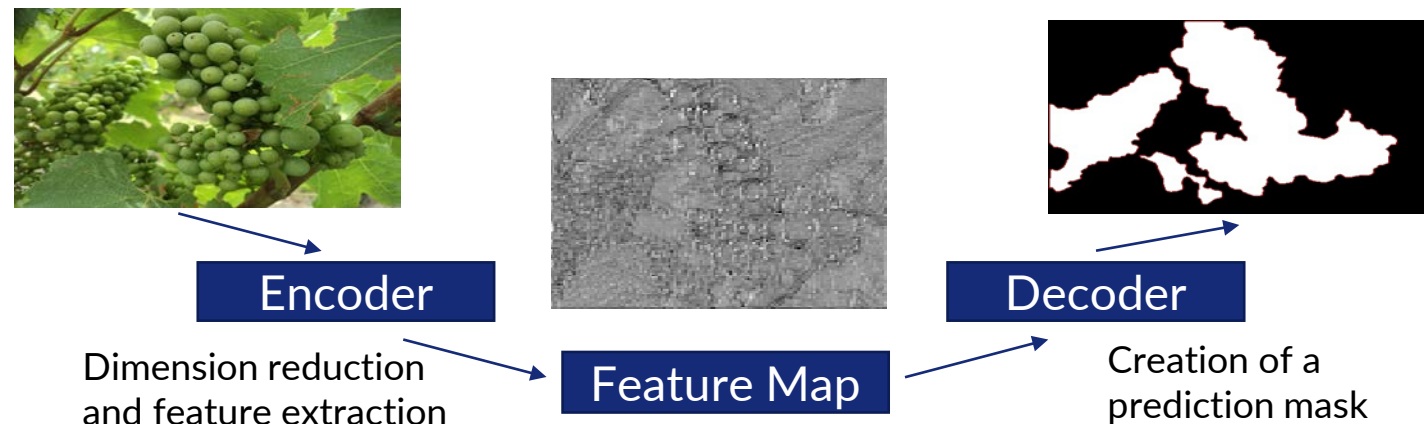 Encoder
Decoder
Dimension reduction
and feature extraction
Feature Map
Creation of a
prediction mask